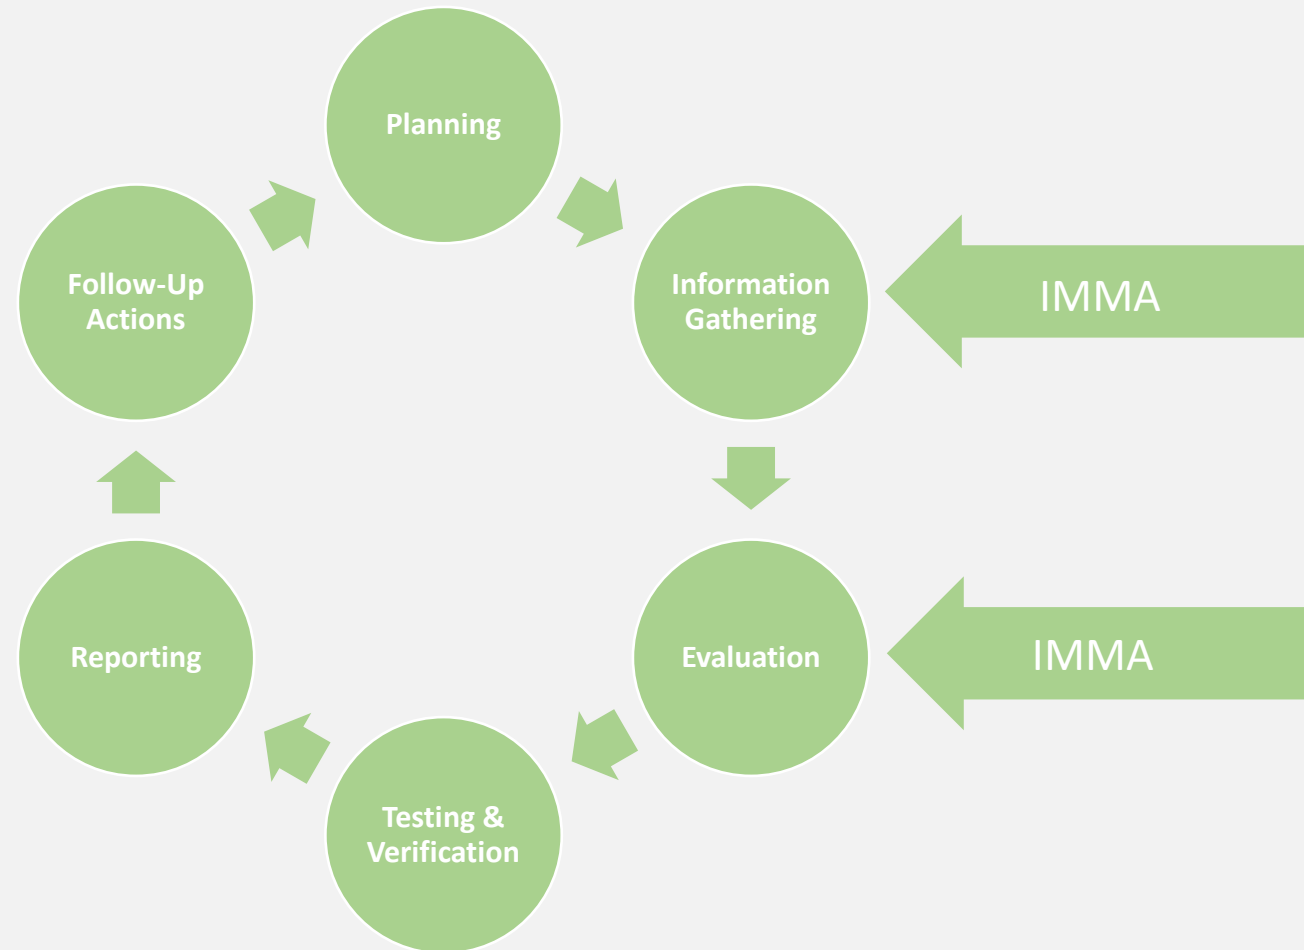 Planning
Information
Gathering
IMMA
Evaluation
IMMA
Testing &
Verification
Reporting
Follow-Up
Actions